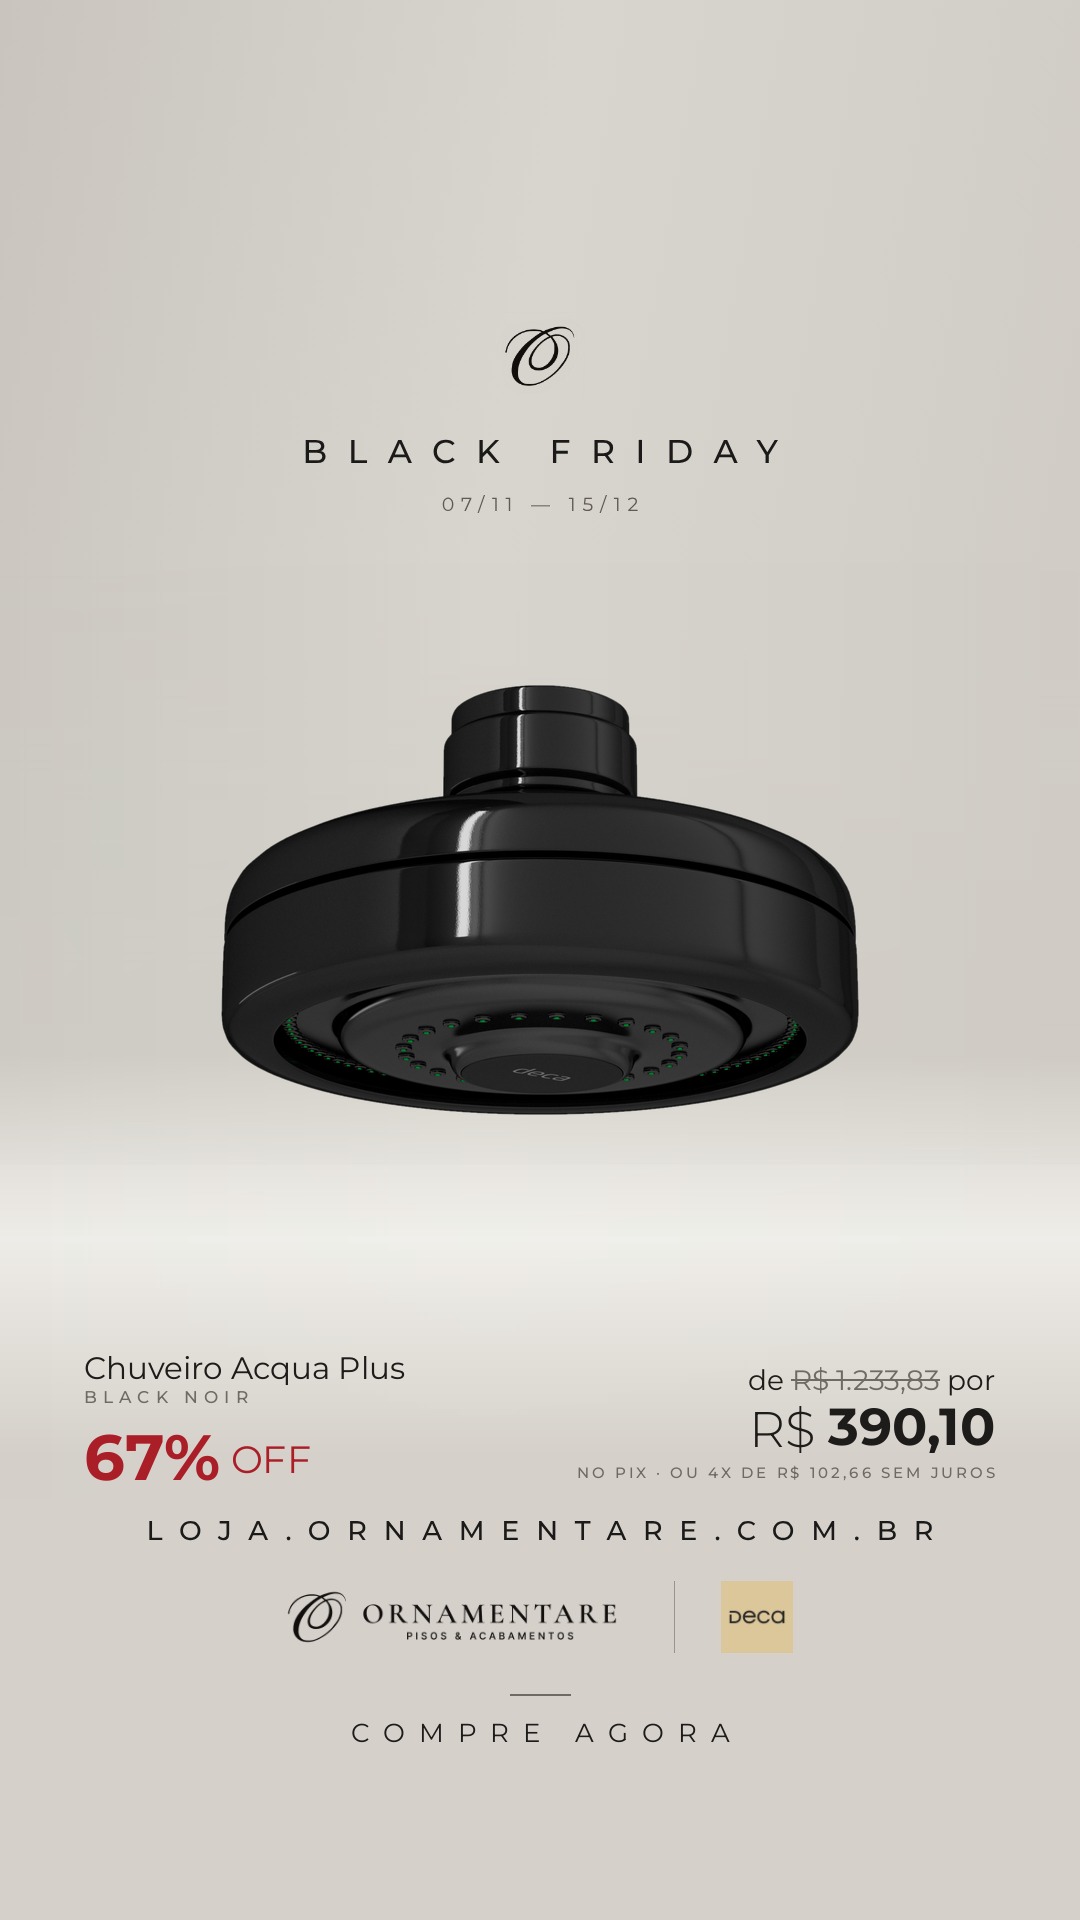 O
BLACK FRIDAY
07/11 — 15/12
deca
Chuveiro Acqua Plus
BLACK NOIR
67% OFF
de R$ 1.233,83 por
R$ 390,10
NO PIX · OU 4X DE R$ 102,66 SEM JUROS
LOJA.ORNAMENTARE.COM.BR
O ORNAMENTARE
PISOS & ACABAMENTOS
Deca
COMPRE AGORA